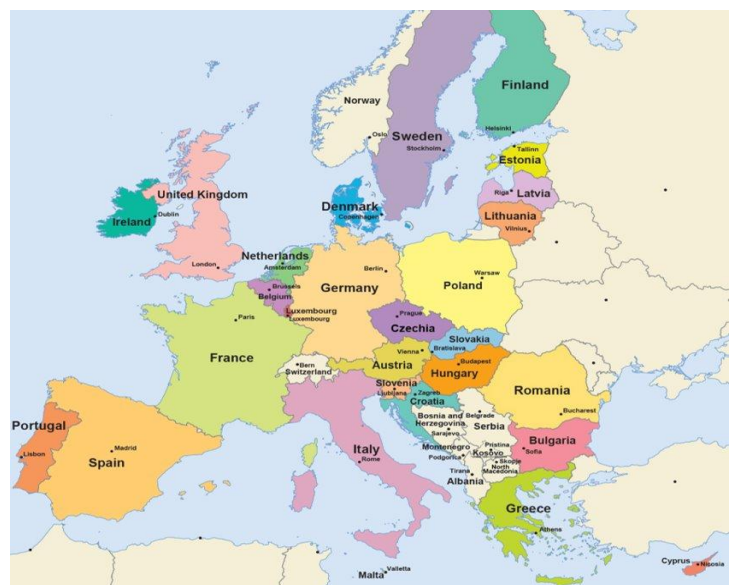 Finland
Norway
Oslo
Helsinki
Sweden
Stockholm
Tallinn
Estonia
Riga
Latvia
United Kingdom
Denmark
Copenhagen
Lithuania
Vilnius
Ireland
Dublin
London
Netherlands
Amsterdam
Berlin
Warsaw
Poland
Germany
Brussels
Belgium
Luxembourg
Luxembourg
Paris
Prague
Czechia
Slovakia
Bratislava
Vienna
France
Bern
Switzerland
Austria
Budapest
Hungary
Slovenia
Ljubljana
Zagreb
Croatia
Romania
Bucharest
Bosnia and
Herzegovina
Sarajevo
Belgrade
Serbia
Portugal
Lisbon
Madrid
Spain
Italy
Rome
Montenegro
Podgorica
Pristina
Kosovo
Bulgaria
Sofia
Skopje
North
Macedonia
Tirana
Albania
Greece
Athens
Malta
Valletta
Cyprus
Nicosia